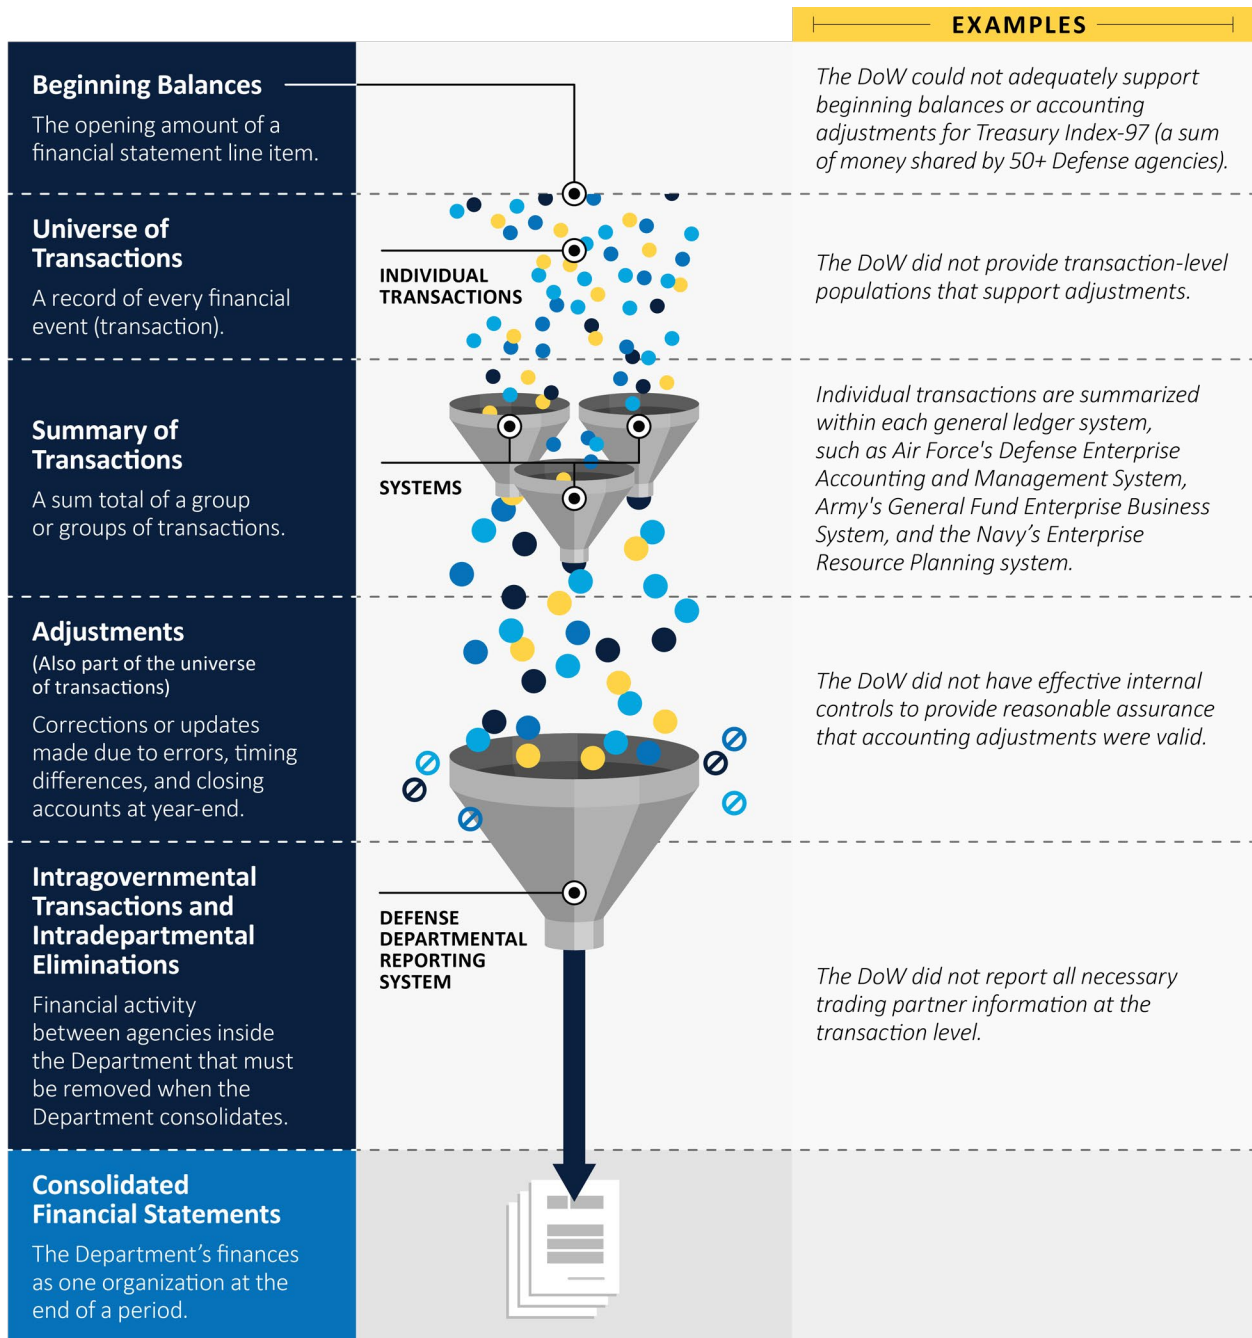 EXAMPLES
Beginning Balances
The opening amount of a
financial statement line item.
The DoW could not adequately support
beginning balances or accounting
adjustments for Treasury Index-97 (a sum
of money shared by 50+ Defense agencies).
Universe of
Transactions
A record of every financial
event (transaction).
INDIVIDUAL
TRANSACTIONS
The DoW did not provide transaction-level
populations that support adjustments.
Summary of
Transactions
A sum total of a group
or groups of transactions.
SYSTEMS
Individual transactions are summarized
within each general ledger system,
such as Air Force's Defense Enterprise
Accounting and Management System,
Army's General Fund Enterprise Business
System, and the Navy’s Enterprise
Resource Planning system.
Adjustments
(Also part of the universe
of transactions)
Corrections or updates
made due to errors, timing
differences, and closing
accounts at year-end.
The DoW did not have effective internal
controls to provide reasonable assurance
that accounting adjustments were valid.
Intragovernmental
Transactions and
Intradepartmental
Eliminations
Financial activity
between agencies inside
the Department that must
be removed when the
Department consolidates.
DEFENSE
DEPARTMENTAL
REPORTING
SYSTEM
The DoW did not report all necessary
trading partner information at the
transaction level.
Consolidated
Financial Statements
The Department’s finances
as one organization at the
end of a period.